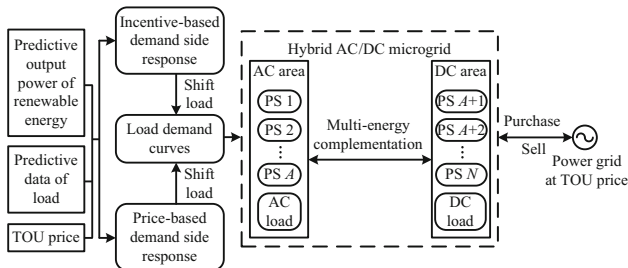 Predictive
output
power of
renewable
energy
Predictive
data of
load
TOU price
Incentive-based
demand side
response
Shift
load
Load demand
curves
Shift
load
Price-based
demand side
response
Hybrid AC/DC microgrid
AC area
PS 1
PS 2
PS A
AC
load
Multi-energy
complementation
DC area
PS A+1
PS A+2
PS N
DC load
Purchase
Sell
Power grid
at TOU price